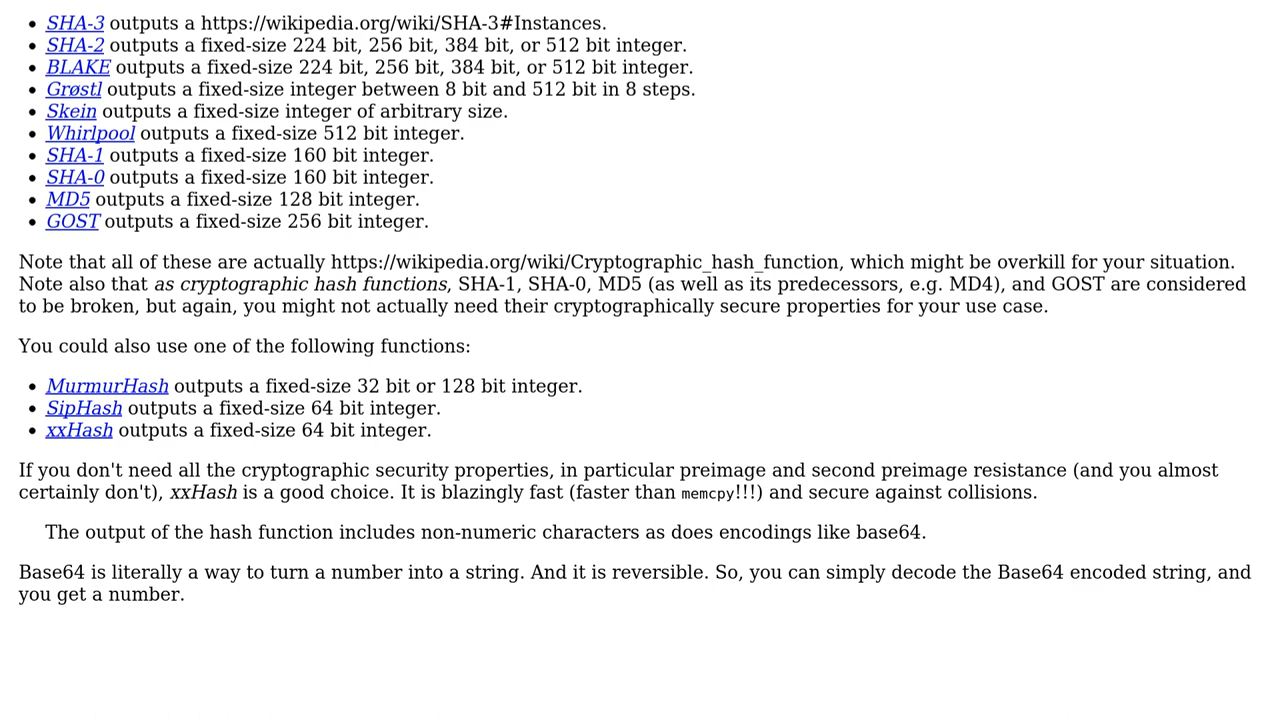 SHA-3 outputs a https://wikipedia.org/wiki/SHA-3#Instances.
SHA-2 outputs a fixed-size 224 bit, 256 bit, 384 bit, or 512 bit integer.
BLAKE outputs a fixed-size 224 bit, 256 bit, 384 bit, or 512 bit integer.
Grøstl outputs a fixed-size integer between 8 bit and 512 bit in 8 steps.
Skein outputs a fixed-size integer of arbitrary size.
Whirlpool outputs a fixed-size 512 bit integer.
SHA-1 outputs a fixed-size 160 bit integer.
SHA-0 outputs a fixed-size 160 bit integer.
MD5 outputs a fixed-size 128 bit integer.
GOST outputs a fixed-size 256 bit integer.
Note that all of these are actually https://wikipedia.org/wiki/Cryptographic_hash_function, which might be overkill for your situation.
Note also that as cryptographic hash functions, SHA-1, SHA-0, MD5 (as well as its predecessors, e.g. MD4), and GOST are considered
to be broken, but again, you might not actually need their cryptographically secure properties for your use case.
You could also use one of the following functions:
MurmurHash outputs a fixed-size 32 bit or 128 bit integer.
SipHash outputs a fixed-size 64 bit integer.
xxHash outputs a fixed-size 64 bit integer.
If you don't need all the cryptographic security properties, in particular preimage and second preimage resistance (and you almost
certainly don't), xxHash is a good choice. It is blazingly fast (faster than memcpy!!!) and secure against collisions.
The output of the hash function includes non-numeric characters as does encodings like base64.
Base64 is literally a way to turn a number into a string. And it is reversible. So, you can simply decode the Base64 encoded string, and
you get a number.